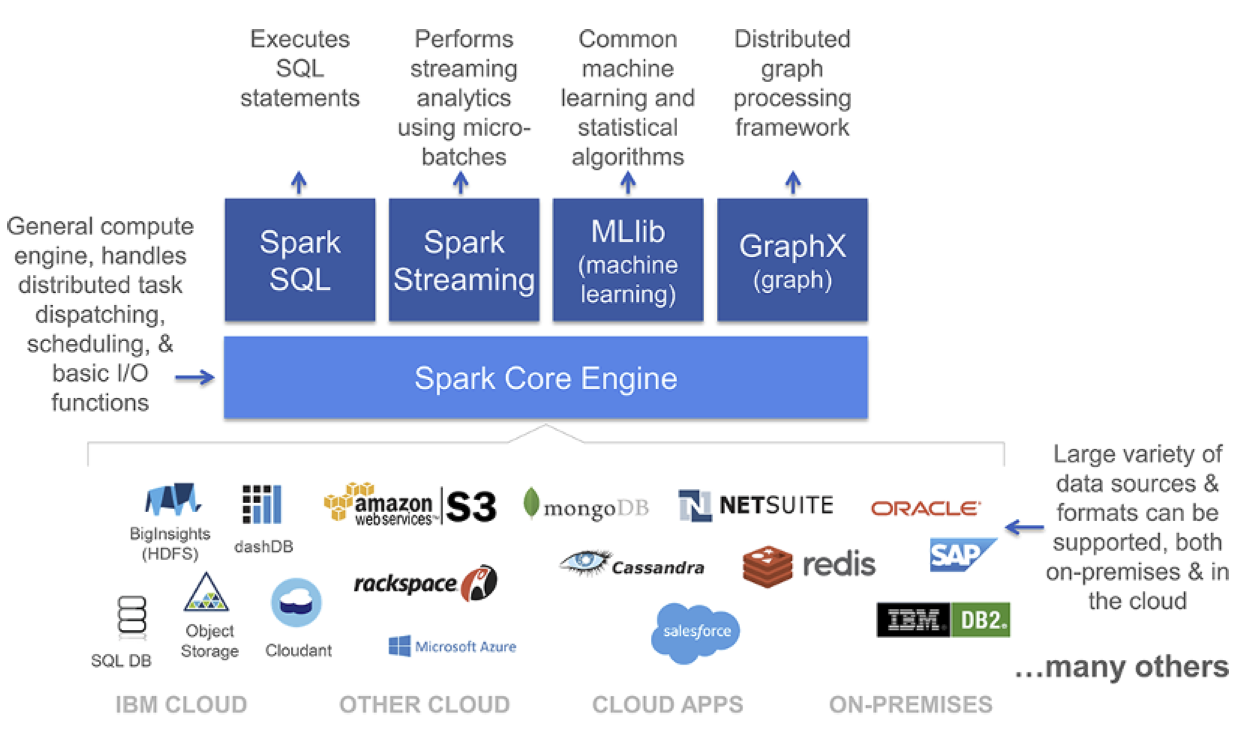 Executes
SQL
statements
Performs
streaming
analytics
using micro-
batches
Common
machine
learning and
statistical
algorithms
Distributed
graph
processing
framework
General compute
engine, handles
distributed task
dispatching,
scheduling, &
basic I/O
functions
Spark
SQL
Spark
Streaming
MLlib
(machine
learning)
GraphX
(graph)
Spark Core Engine
Large variety of
data sources &
formats can be
supported, both
on-premises & in
the cloud
BigInsights
(HDFS)
dashDB
SQL DB
Object
Storage
Cloudant
amazon
webservices™
S3
rackspace
Microsoft Azure
mongoDB
NETSUITE
Cassandra
redis
salesforce
ORACLE
SAP
IBM DB2
...many others
IBM CLOUD
OTHER CLOUD
CLOUD APPS
ON-PREMISES